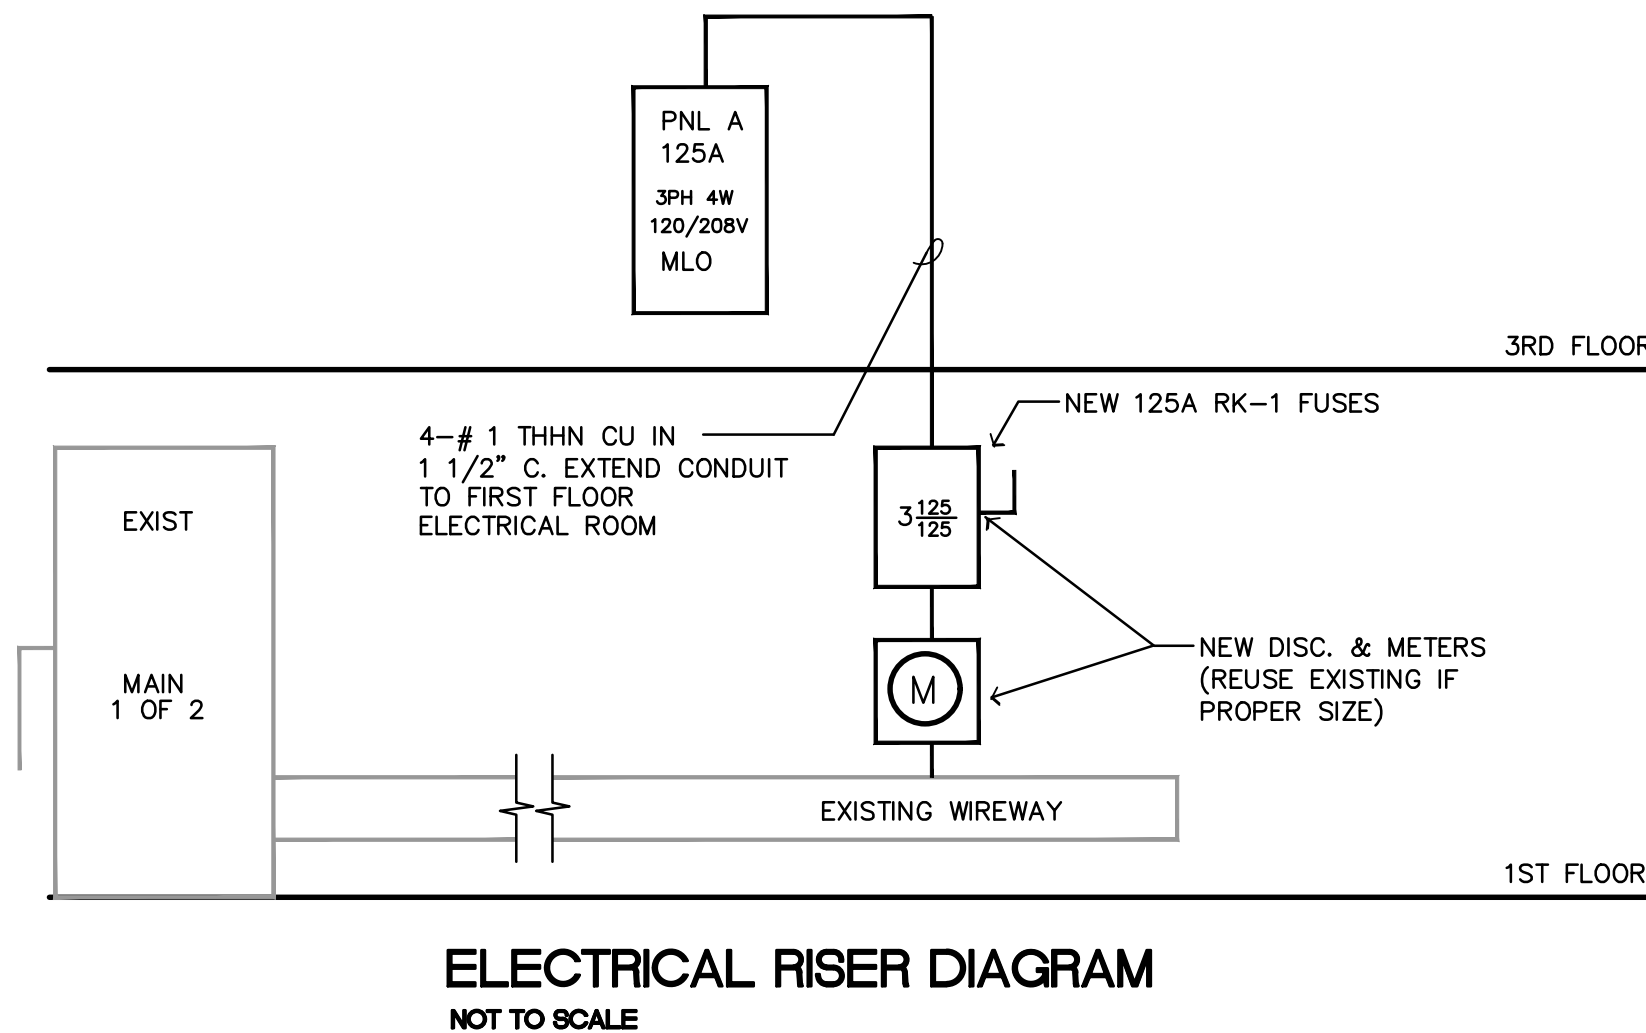 PNL A
125A
3PH 4W
120/208V
MLO
3RD FLOOR
NEW 125A RK-1 FUSES
4-# 1 THHN CU IN
1 1/2" C. EXTEND CONDUIT
TO FIRST FLOOR
ELECTRICAL ROOM
3 125
125
EXIST
MAIN
1 OF 2
NEW DISC. & METERS
(REUSE EXISTING IF
PROPER SIZE)
M
EXISTING WIREWAY
1ST FLOOR
ELECTRICAL RISER DIAGRAM
NOT TO SCALE